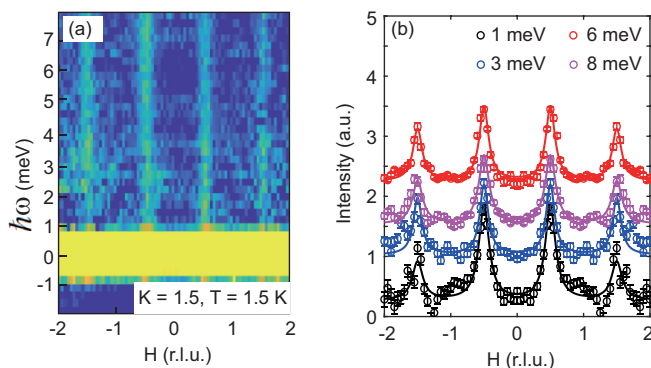 (a)
7
6
5
4
3
2
1
0
-1
ħω (meV)
K = 1.5, T = 1.5 K
-2 -1 0 1 2
H (r.l.u.)
(b)
1 meV 6 meV
3 meV 8 meV
5
4
3
2
1
0
Intensity (a.u.)
-2 -1 0 1 2
H (r.l.u.)